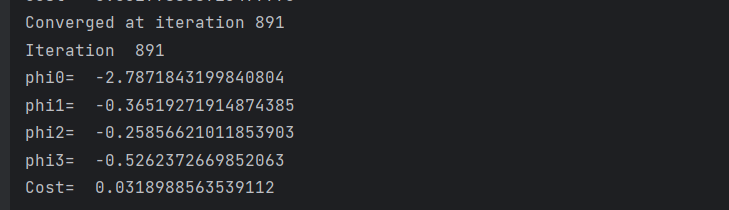 Converged at iteration 891
Iteration  891
phi0=  -2.7871843199840804
phi1=  -0.36519271914874385
phi2=  -0.25856621011853903
phi3=  -0.5262372669852063
Cost=  0.0318988563539112